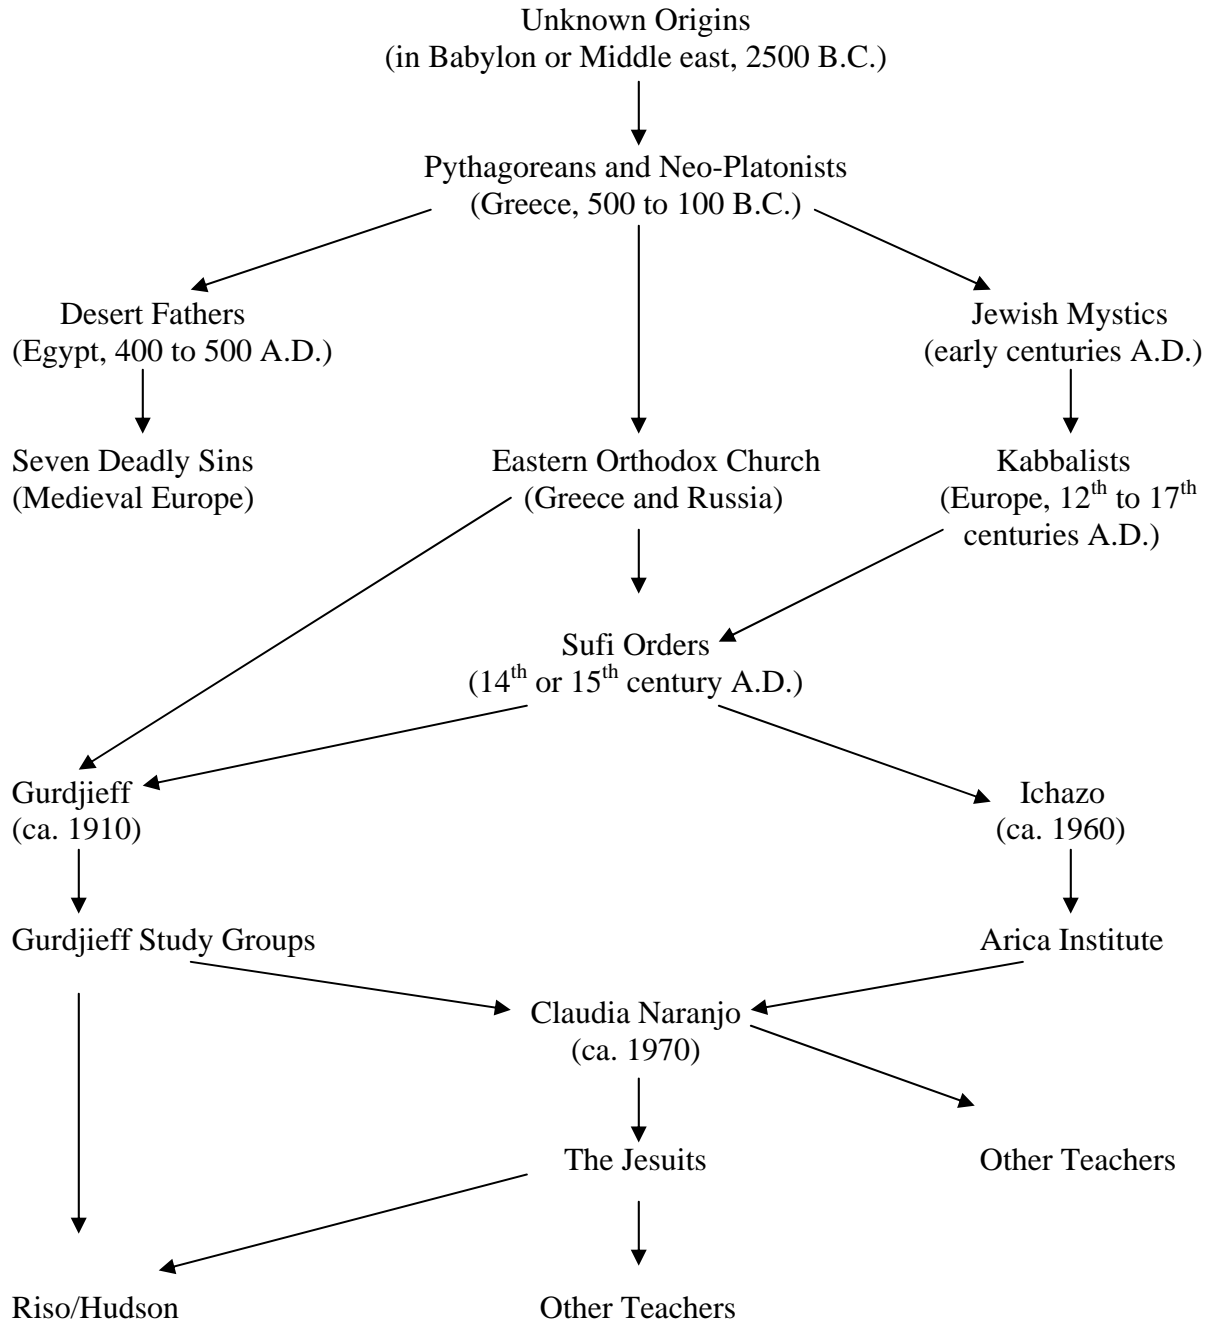 Unknown Origins
(in Babylon or Middle east, 2500 B.C.)
Pythagoreans and Neo-Platonists
(Greece, 500 to 100 B.C.)
Desert Fathers
(Egypt, 400 to 500 A.D.)
Jewish Mystics
(early centuries A.D.)
Seven Deadly Sins
(Medieval Europe)
Eastern Orthodox Church
(Greece and Russia)
Kabbalists
(Europe, 12th to 17th
centuries A.D.)
Sufi Orders
(14th or 15th century A.D.)
Gurdjieff
(ca. 1910)
Ichazo
(ca. 1960)
Gurdjieff Study Groups
Arica Institute
Claudia Naranjo
(ca. 1970)
The Jesuits
Other Teachers
Riso/Hudson
Other Teachers